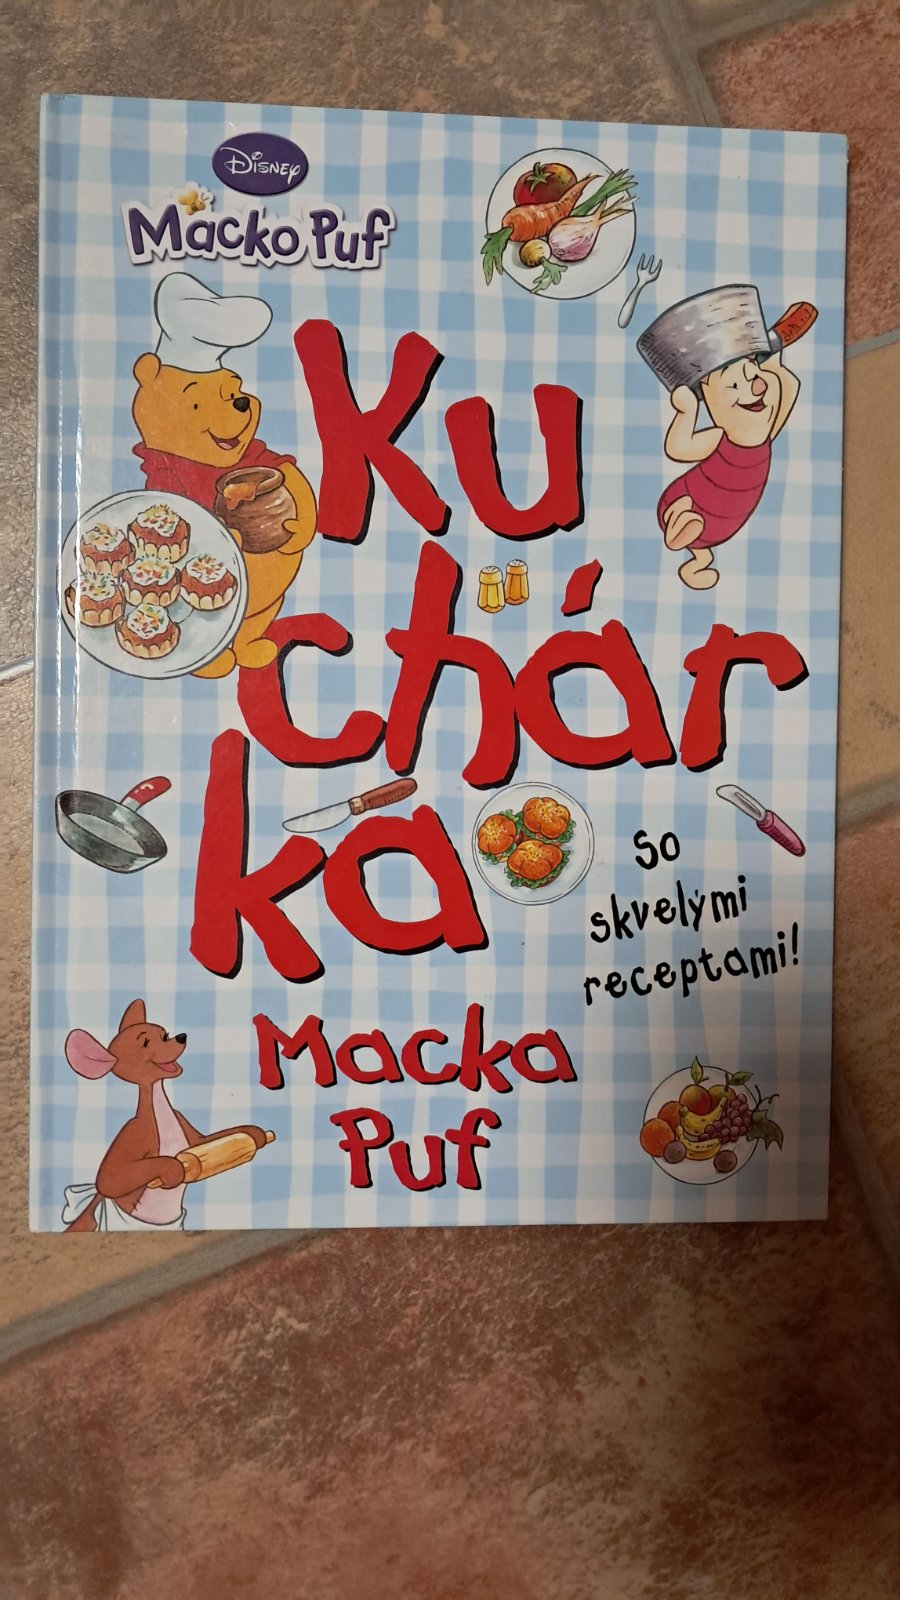 Disney
Macko Puf
Ku
chár
ka
So
skvelými
receptami!
Macka
Puf